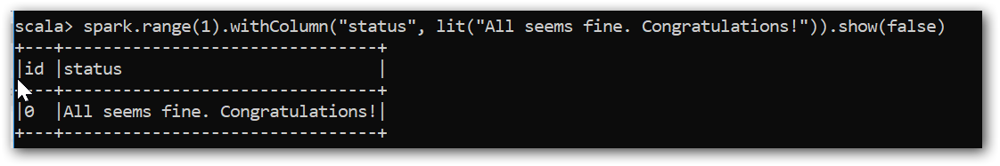 scala> spark.range(1).withColumn("status", lit("All seems fine. Congratulations!")).show(false)
+---+--------------------------------+
|id |status                          |
+---+--------------------------------+
|0  |All seems fine. Congratulations!|
+---+--------------------------------+